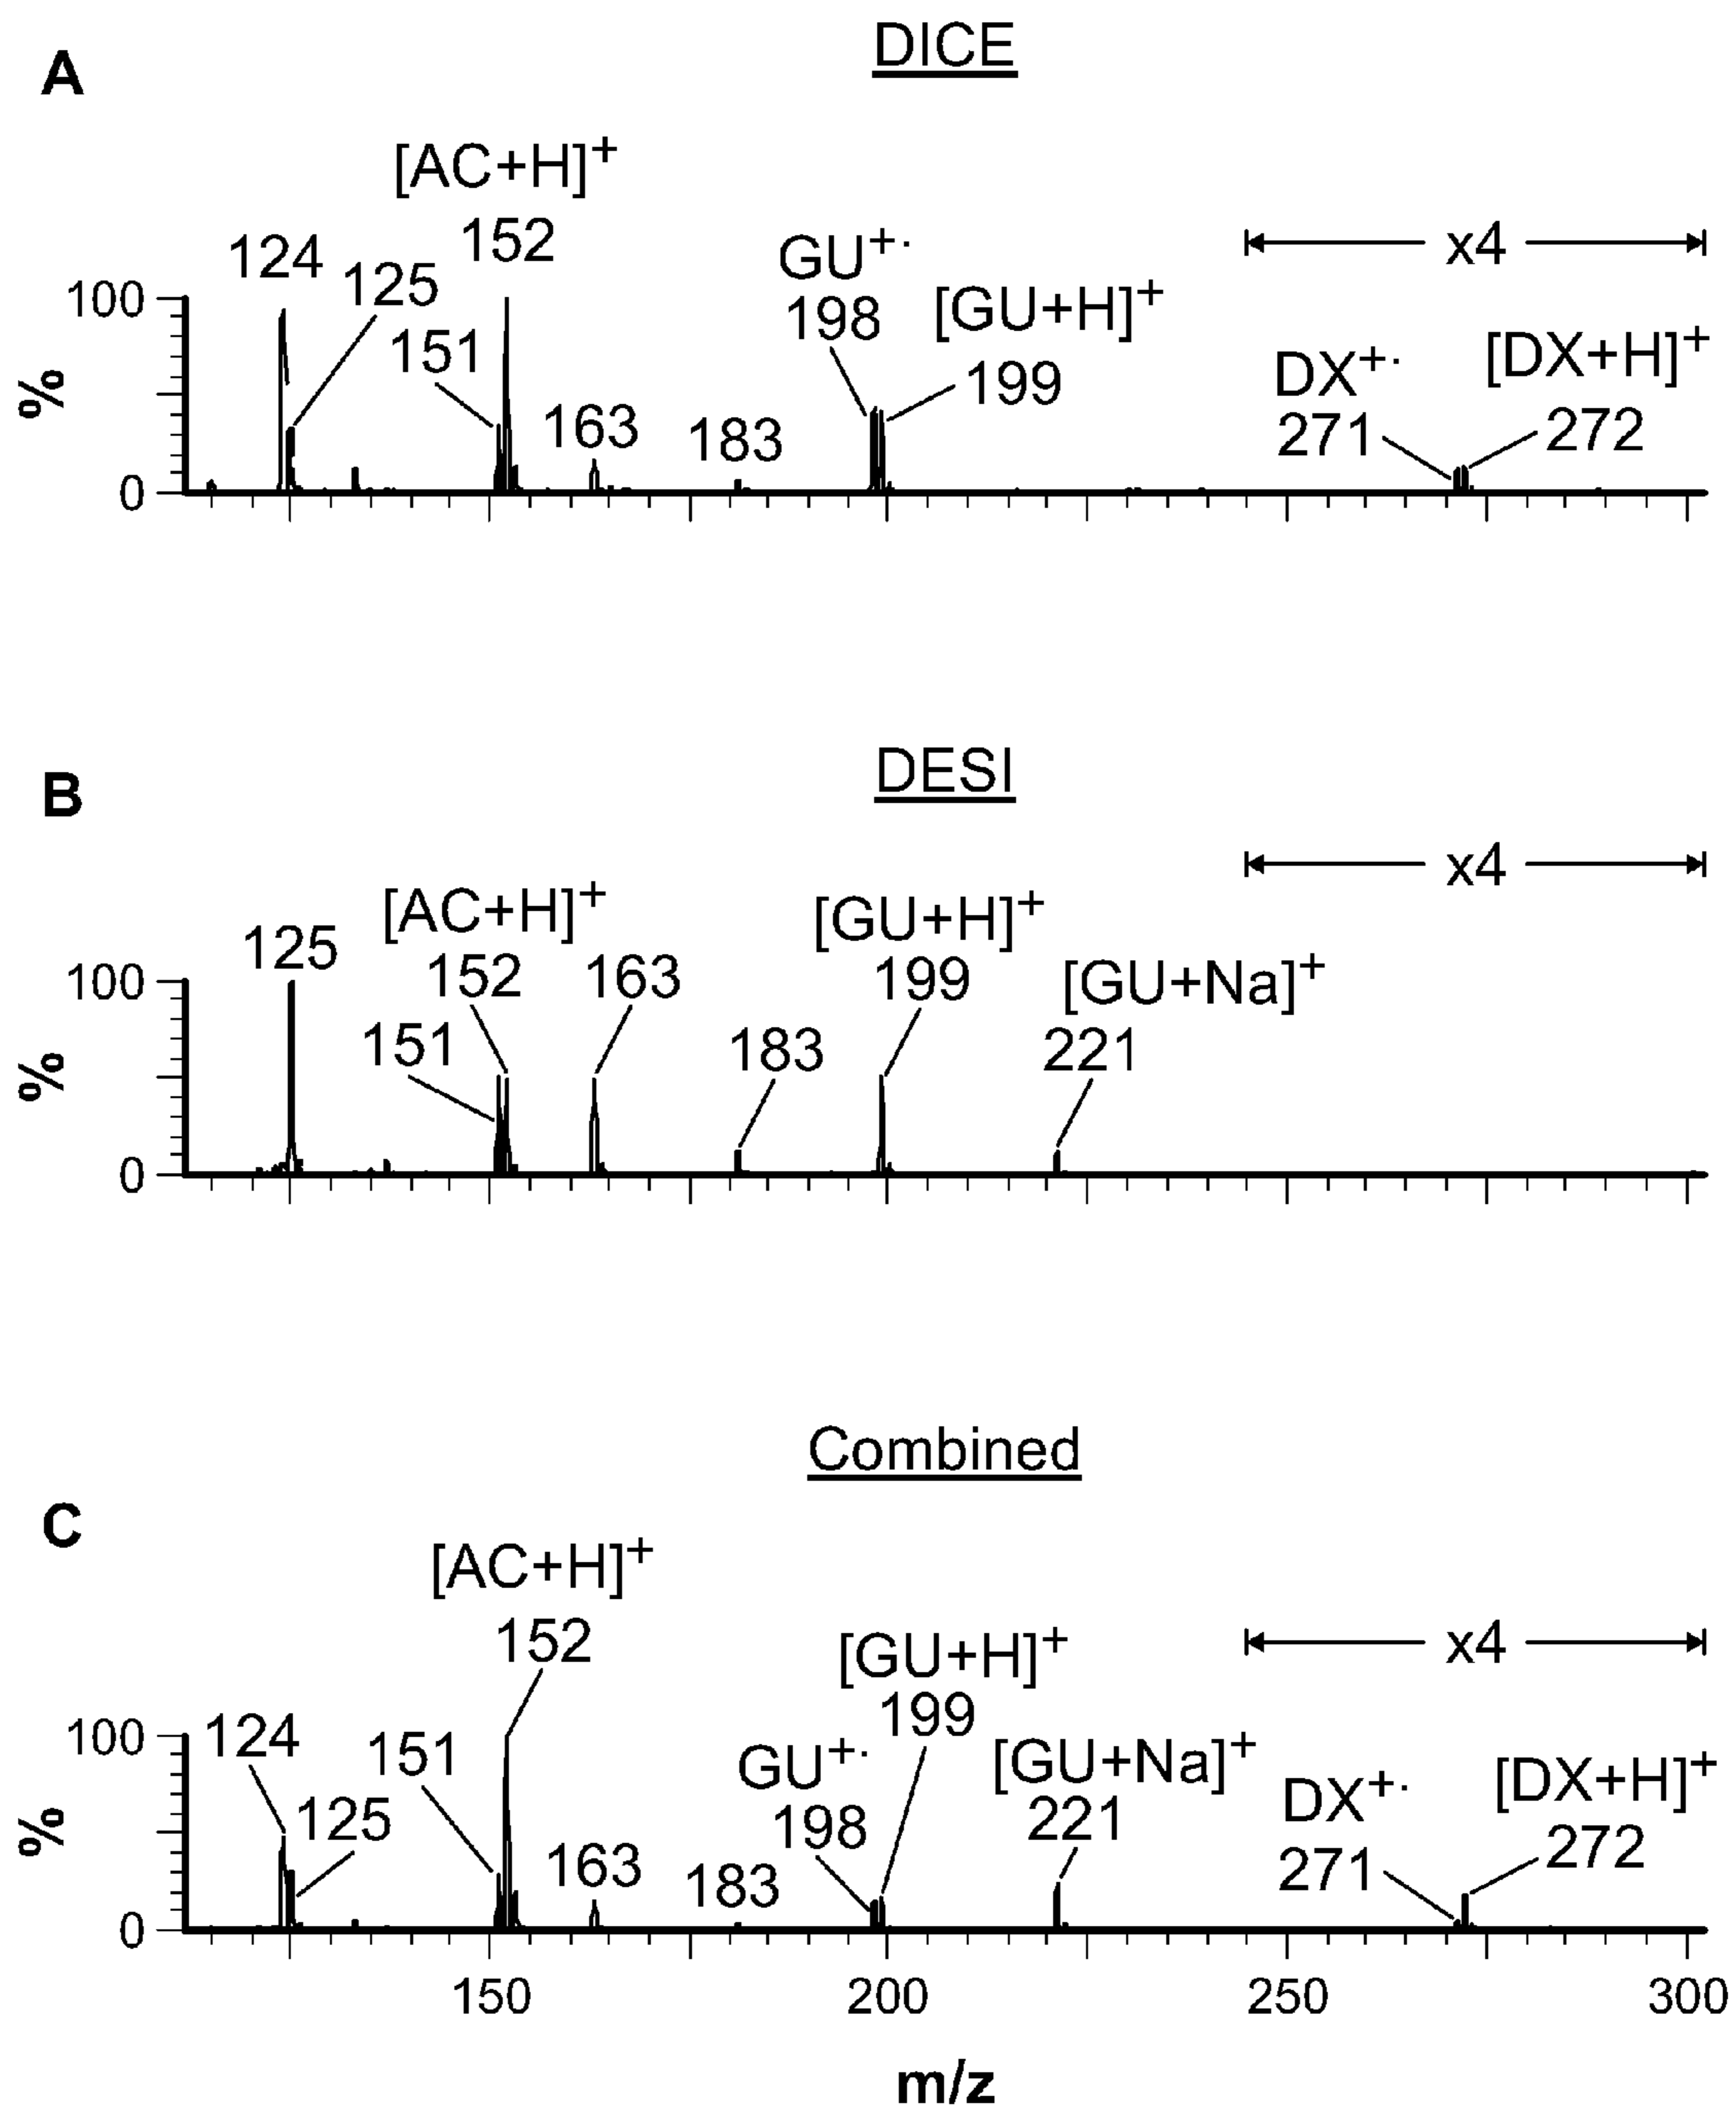 A
DICE
[AC+H]+
124
125
151
152
163
183
GU+·
198
[GU+H]+
199
x4
DX+·
271
[DX+H]+
272
100
0
%
B
DESI
125
[AC+H]+
152
151
163
183
[GU+H]+
199
[GU+Na]+
221
x4
100
0
%
C
Combined
[AC+H]+
152
124
125
151
163
183
GU+·
198
[GU+H]+
199
[GU+Na]+
221
x4
DX+·
271
[DX+H]+
272
100
0
%
150
200
250
300
m/z